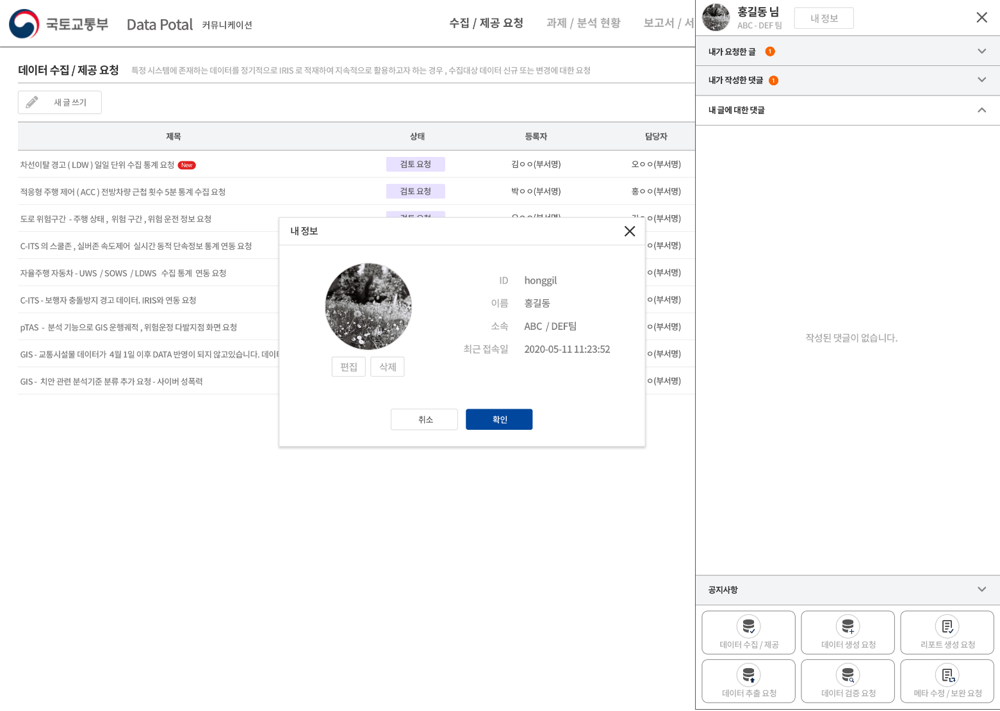 국토교통부 Data Potal 커뮤니케이션
수집 / 제공 요청 과제 / 분석 현황 보고서 / 서
데이터 수집 / 제공 요청 특정 시스템에 존재하는 데이터를 정기적으로 IRIS 로 적재하여 지속적으로 활용하고자 하는 경우 , 수집대상 데이터 신규 또는 변경에 대한 요청
새 글 쓰기
제목 상태 등록자 담당자
차선이탈 경고 ( LDW ) 일일 단위 수집 통계 요청 New 검토 요청 김ㅇㅇ(부서명) 오ㅇㅇ(부서명)
적응형 주행 제어 ( ACC ) 전방차량 근첩 횟수 5분 통계 수집 요청 검토 요청 박ㅇㅇ(부서명) 홍ㅇㅇ(부서명)
도로 위험구간 - 주행 상태 , 위험 구간 , 위험 운전 정보 요청 ㅇ(부서명)
C-ITS 의 스쿨존 , 실버존 속도제어 실시간 동적 단속정보 통계 연동 요청 ㅇ(부서명)
자율주행 자동차 - UWS / SOWS / LDWS 수집 통계 연동 요청 ㅇ(부서명)
C-ITS - 보행자 충돌방지 경고 데이터. IRIS와 연동 요청 ㅇ(부서명)
pTAS - 분석 기능으로 GIS 운행궤적 , 위험운정 다발지점 화면 요청 ㅇ(부서명)
GIS - 교통시설물 데이터가 4월 1일 이후 DATA 반영이 되지 않고있습니다. ㅇ(부서명)
GIS - 치안 관련 분석기준 분류 추가 요청 - 사이버 성폭력 ㅇ(부서명)
내 정보
ID honggil
이름 홍길동
소속 ABC / DEF팀
최근 접속일 2020-05-11 11:23:52
편집 삭제
취소 확인
홍길동 님
ABC - DEF 팀
내 정보
내가 요청한 글 1
내가 작성한 댓글 1
내 글에 대한 댓글
작성된 댓글이 없습니다.
공지사항
데이터 수집 / 제공 데이터 생성 요청 리포트 생성 요청
데이터 추출 요청 데이터 검증 요청 메타 수정 / 보완 요청